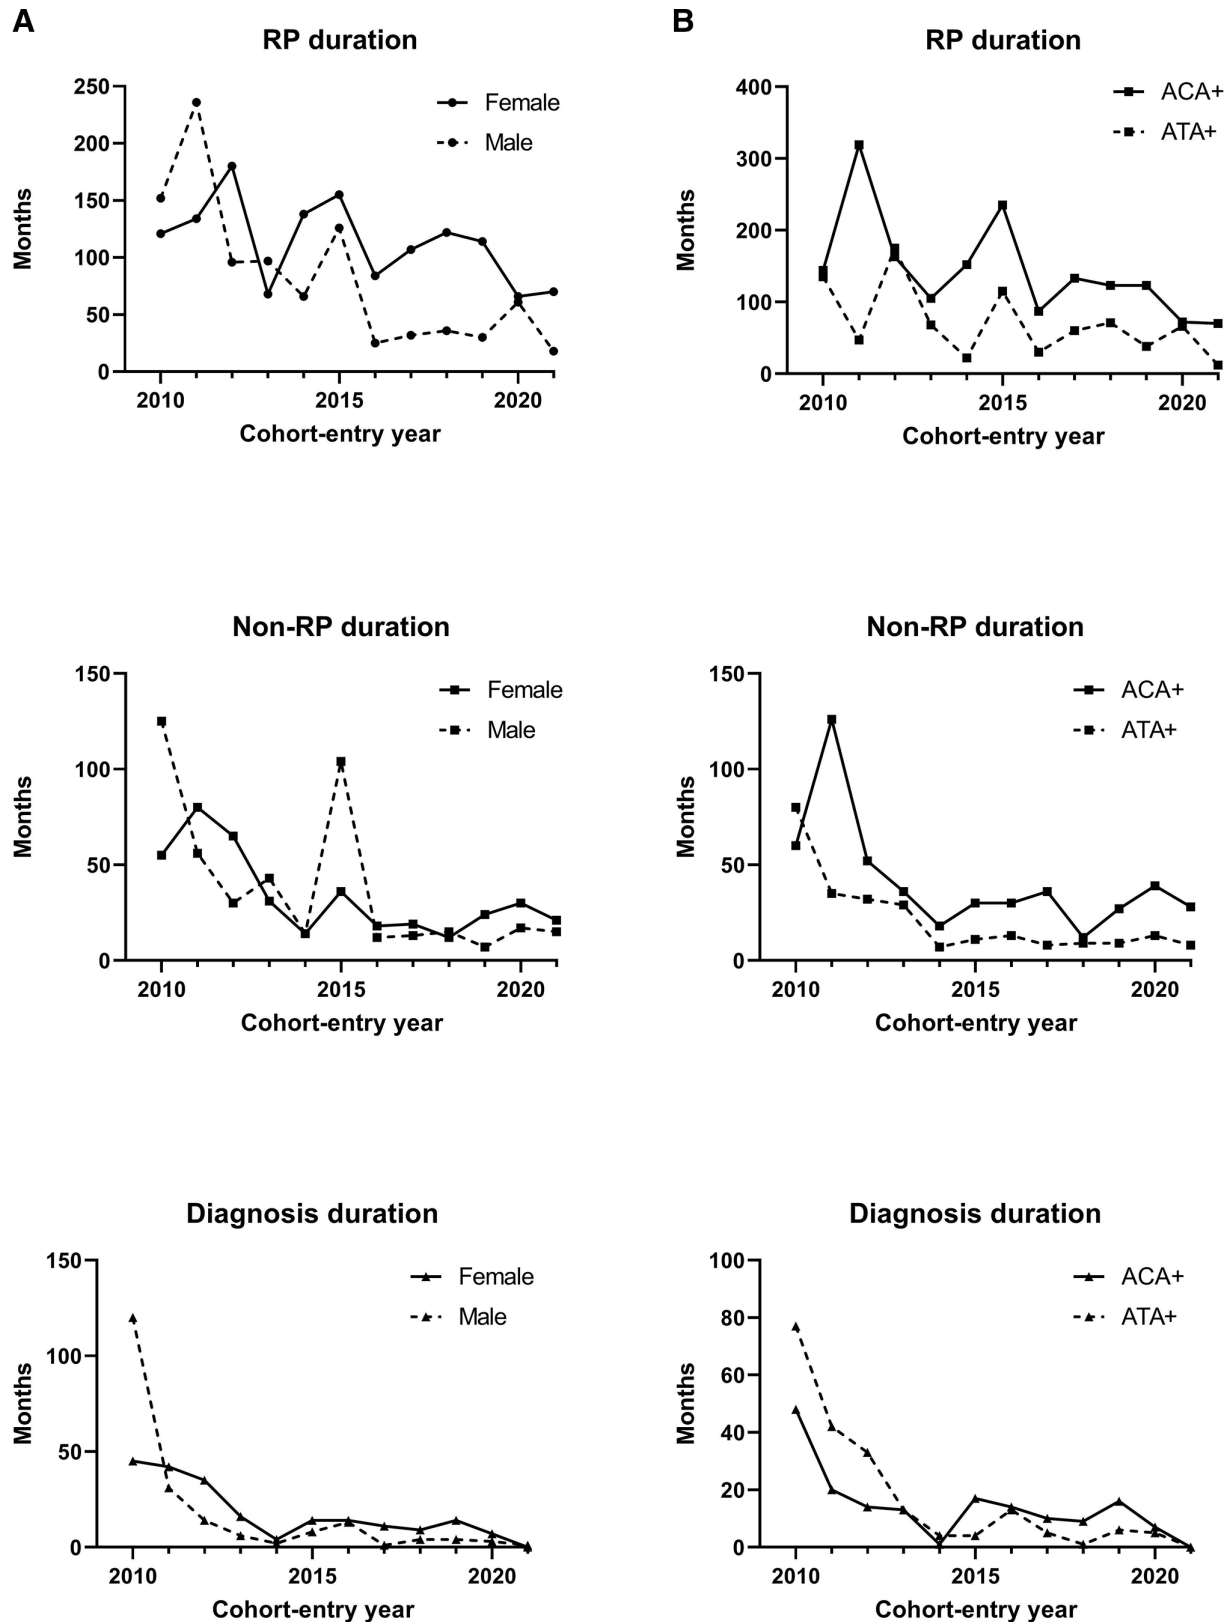 A
RP duration
250
200
150
100
50
0
Months
Female
Male
2010 2015 2020
Cohort-entry year
B
RP duration
400
300
200
100
0
Months
ACA+
ATA+
2010 2015 2020
Cohort-entry year
Non-RP duration
150
100
50
0
Months
Female
Male
2010 2015 2020
Cohort-entry year
Non-RP duration
150
100
50
0
Months
ACA+
ATA+
2010 2015 2020
Cohort-entry year
Diagnosis duration
150
100
50
0
Months
Female
Male
2010 2015 2020
Cohort-entry year
Diagnosis duration
100
80
60
40
20
0
Months
ACA+
ATA+
2010 2015 2020
Cohort-entry year